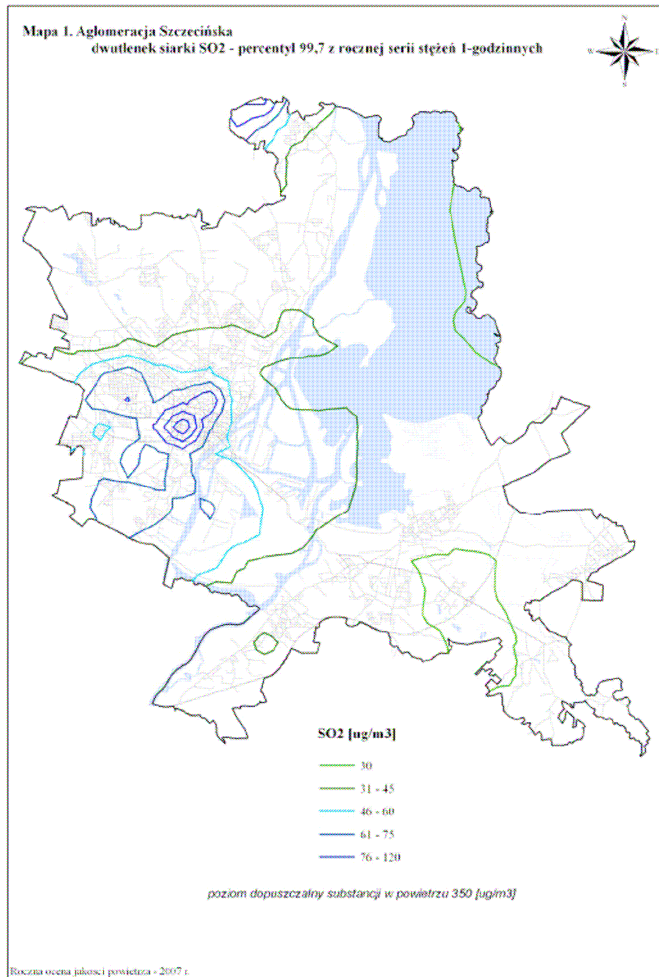 Mapa 1. Aglomeracja Szczecińska
dwutlenek siarki SO2 - percentyl 99,7 z rocznej serii stężeń 1-godzinnych
N
W
E
S
SO2 [ug/m3]
30
31 - 45
46 - 60
61 - 75
76 - 120
poziom dopuszczalny substancji w powietrzu 350 [ug/m3]
Roczna ocena jakości powietrza - 2007 r.